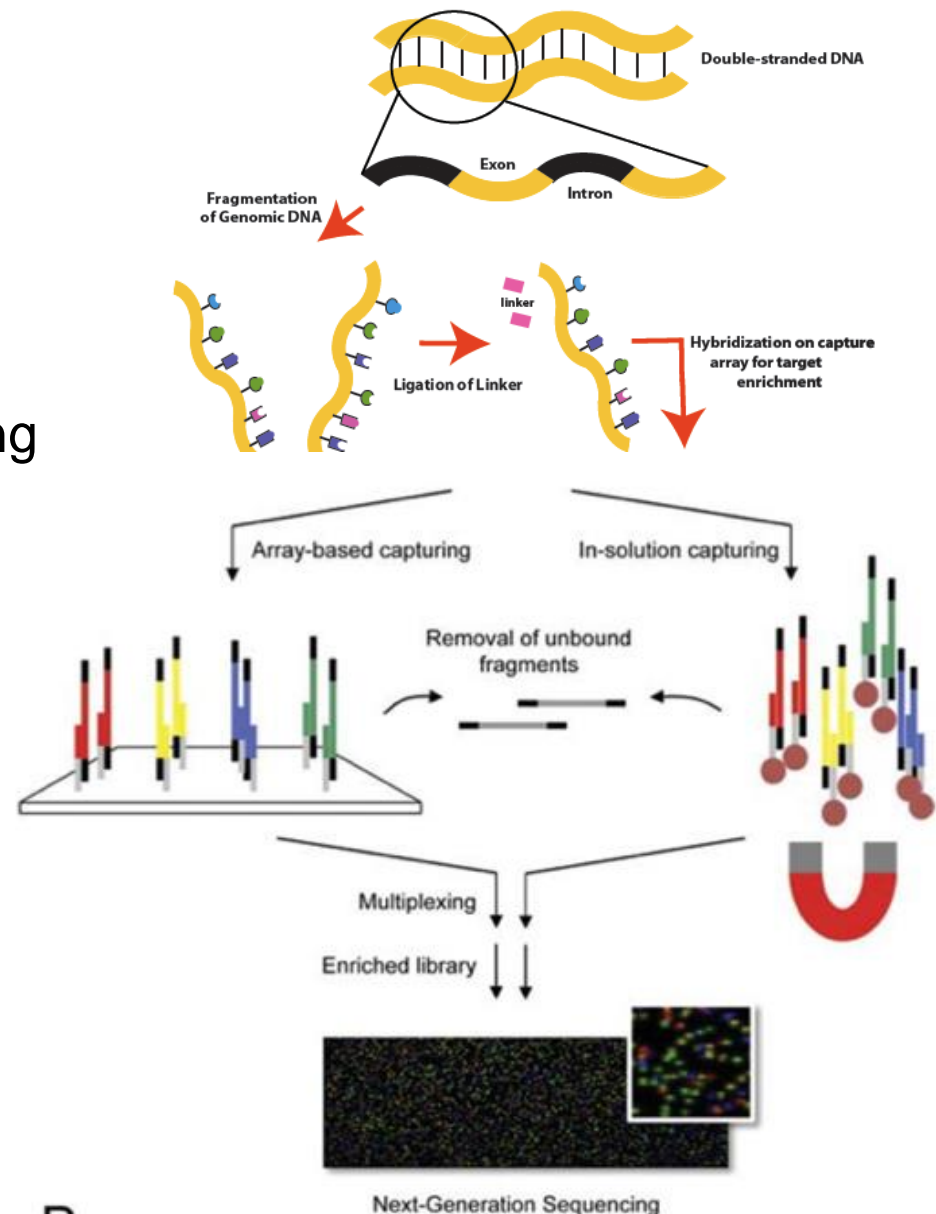 Double-stranded DNA
Exon
Intron
Fragmentation
of Genomic DNA
linker
Ligation of Linker
Hybridization on capture
array for target
enrichment
ng
Array-based capturing
In-solution capturing
Removal of unbound
fragments
Multiplexing
Enriched library
Next-Generation Sequencing